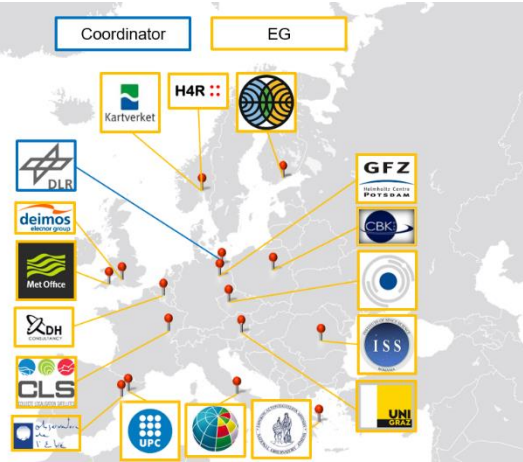 Coordinator
EG
Kartverket
H4R
DLR
GFZ
Helmholtz Centre
POTSDAM
deimos
elecnor group
CBK
Met Office
DH
CONSULTANCY
ISS
CLS
UPC
UNI
GRAZ